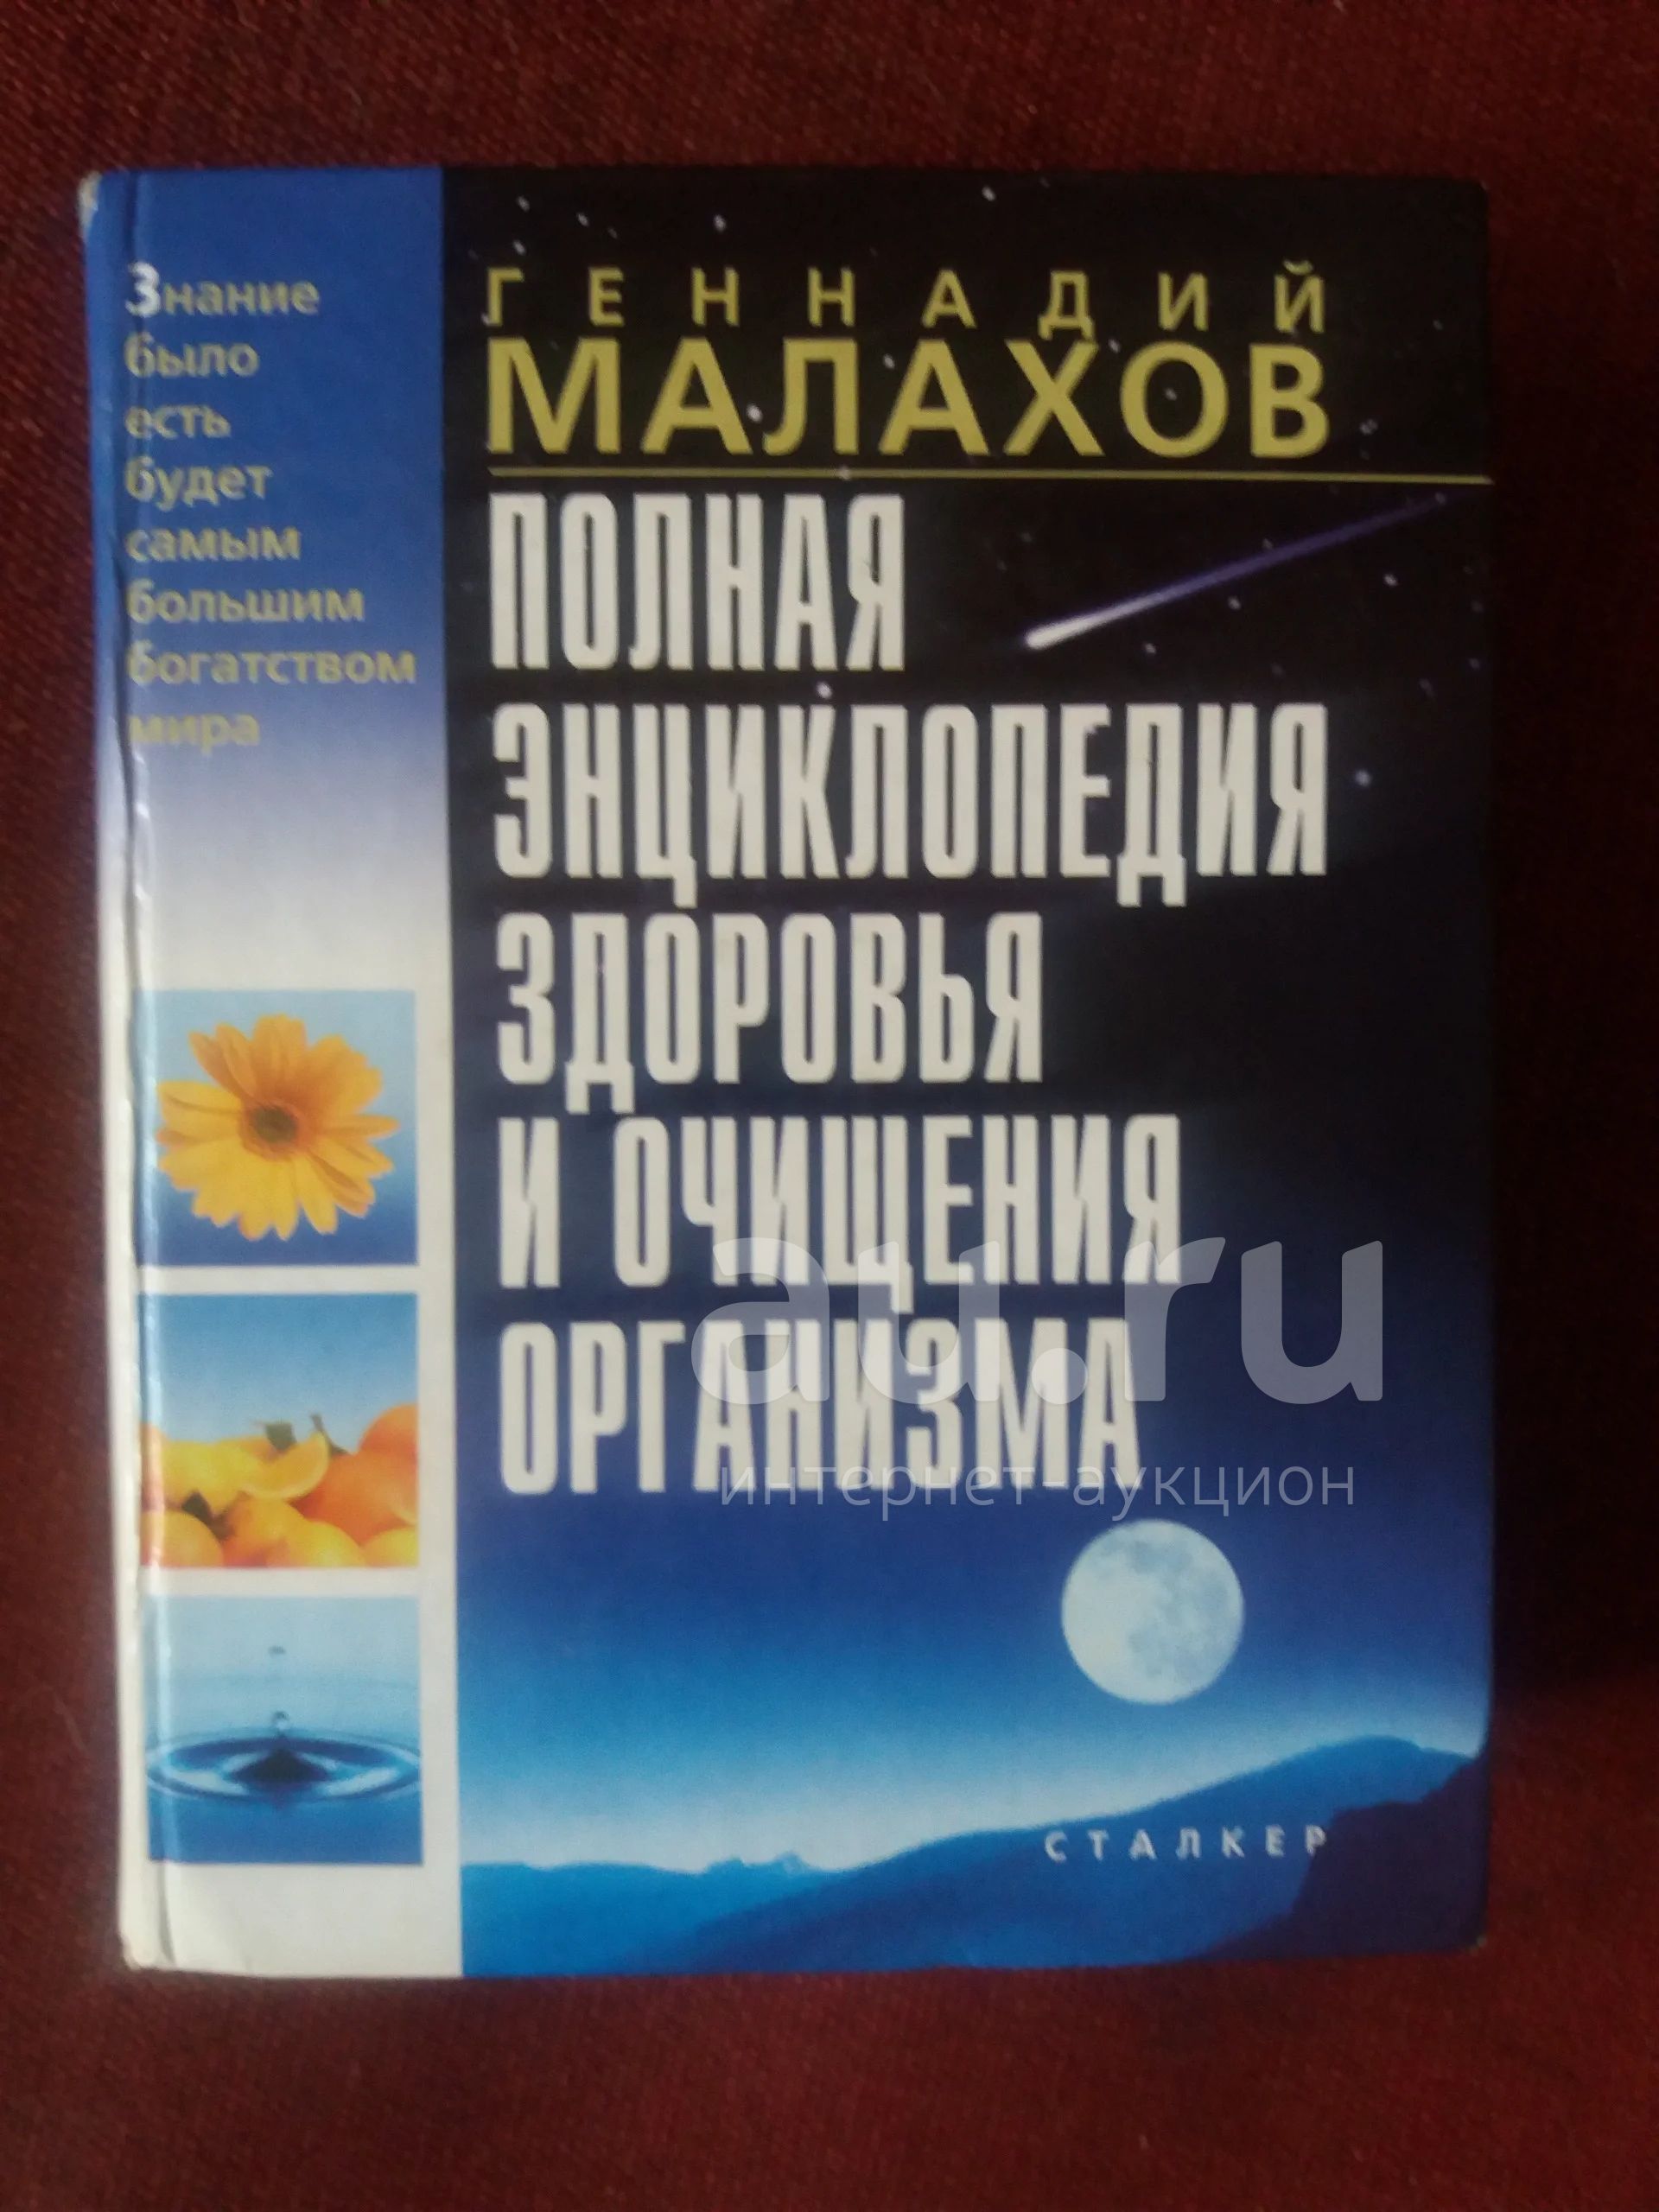 Знание
было
есть
будет
самым
большим
богатством
мира
ГЕННАДИЙ
МАЛАХОВ
ПОЛНАЯ
ЭНЦИКЛОПЕДИЯ
ЗДОРОВЬЯ
И ОЧИЩЕНИЯ
ОРГАНИЗМА
au.ru
интернет-аукцион
СТАЛКЕР